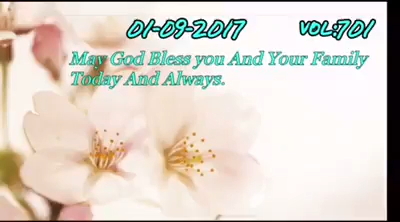 01-09-2017 VOL:701
May God Bless you And Your Family
Today And Always.